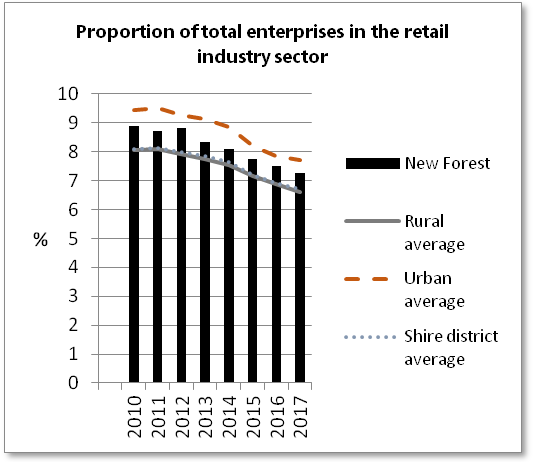 Proportion of total enterprises in the retail
industry sector
10
9
8
7
6
5
4
3
2
1
0
%
2010
2011
2012
2013
2014
2015
2016
2017
New Forest
Rural
average
Urban
average
Shire district
average